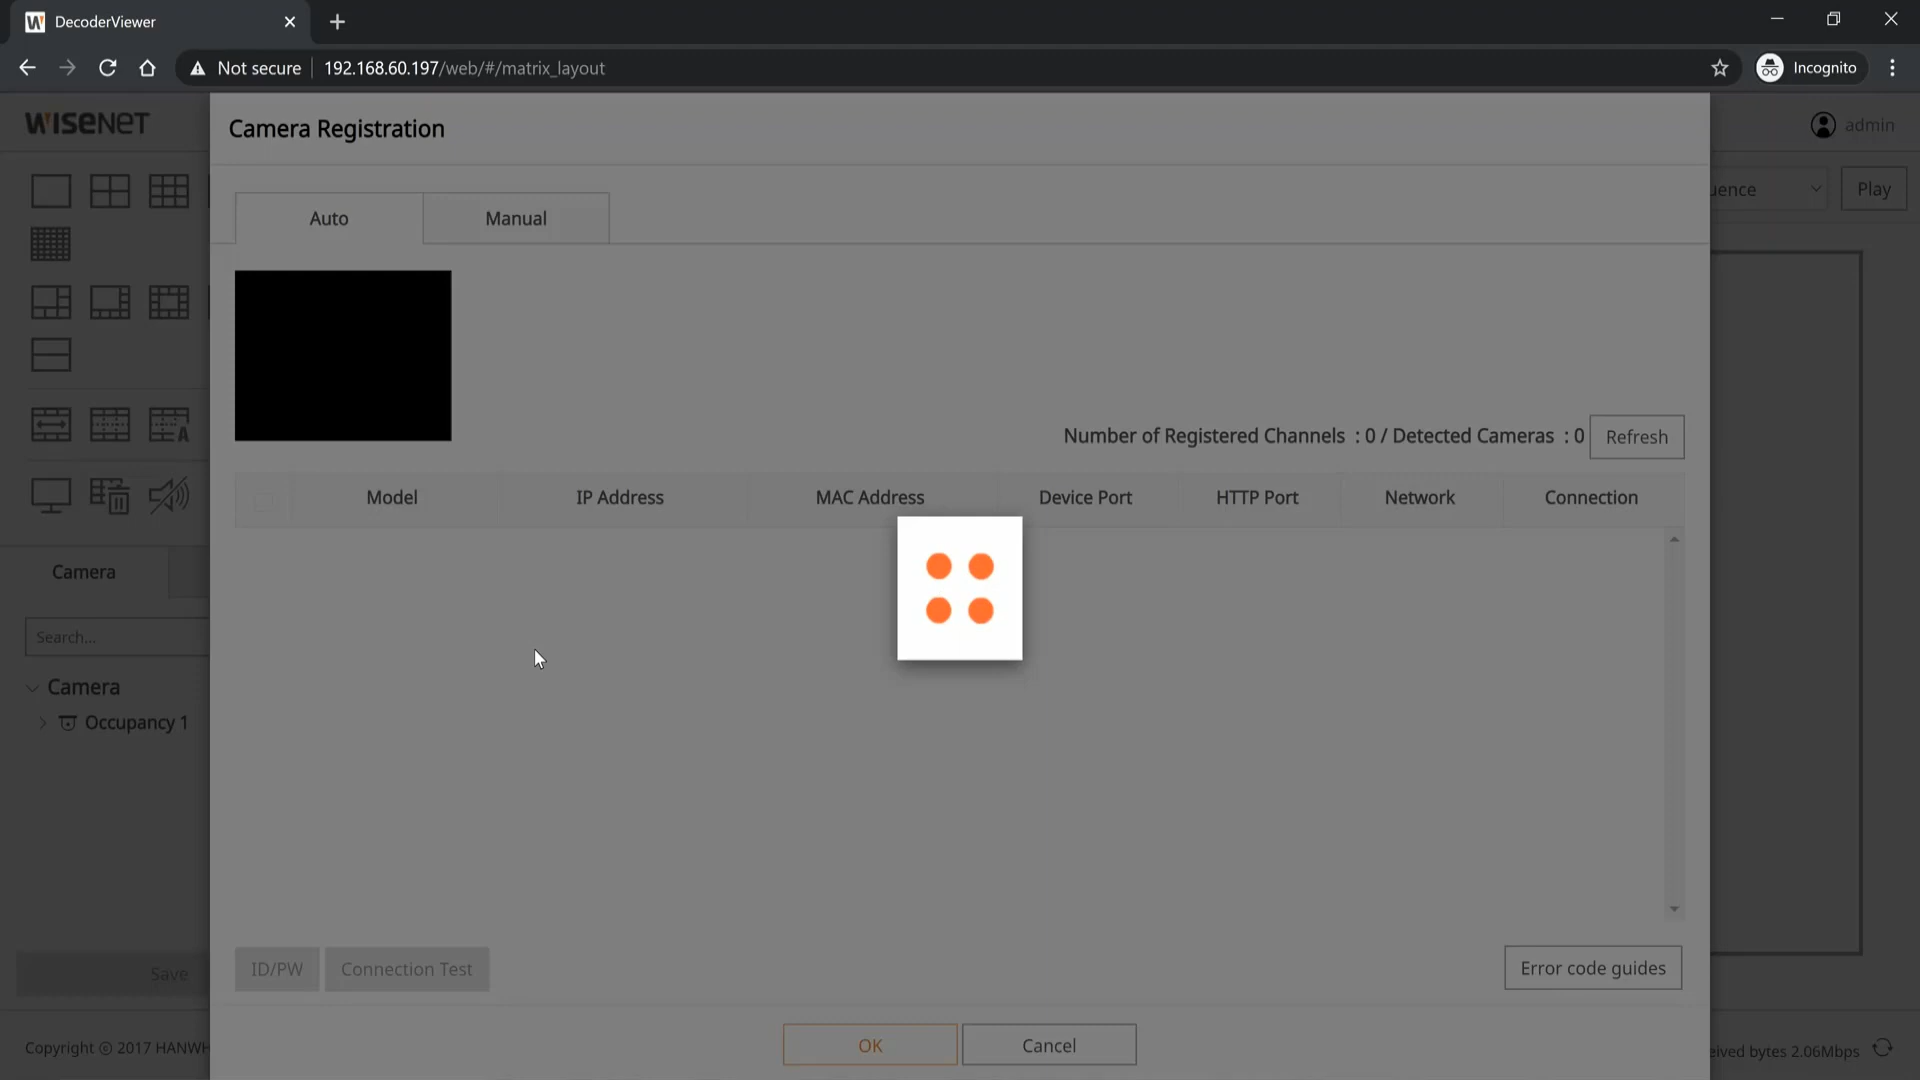 DecoderViewer
Not secure 192.168.60.197/web/#/matrix_layout
Incognito
WISENET
Camera Registration
admin
Auto
Manual
uence
Play
Number of Registered Channels : 0 / Detected Cameras : 0
Refresh
Model
IP Address
MAC Address
Device Port
HTTP Port
Network
Connection
Camera
Search...
Camera
Occupancy 1
Save
ID/PW
Connection Test
Error code guides
OK
Cancel
Copyright © 2017 HANWH
eived bytes 2.06Mbps